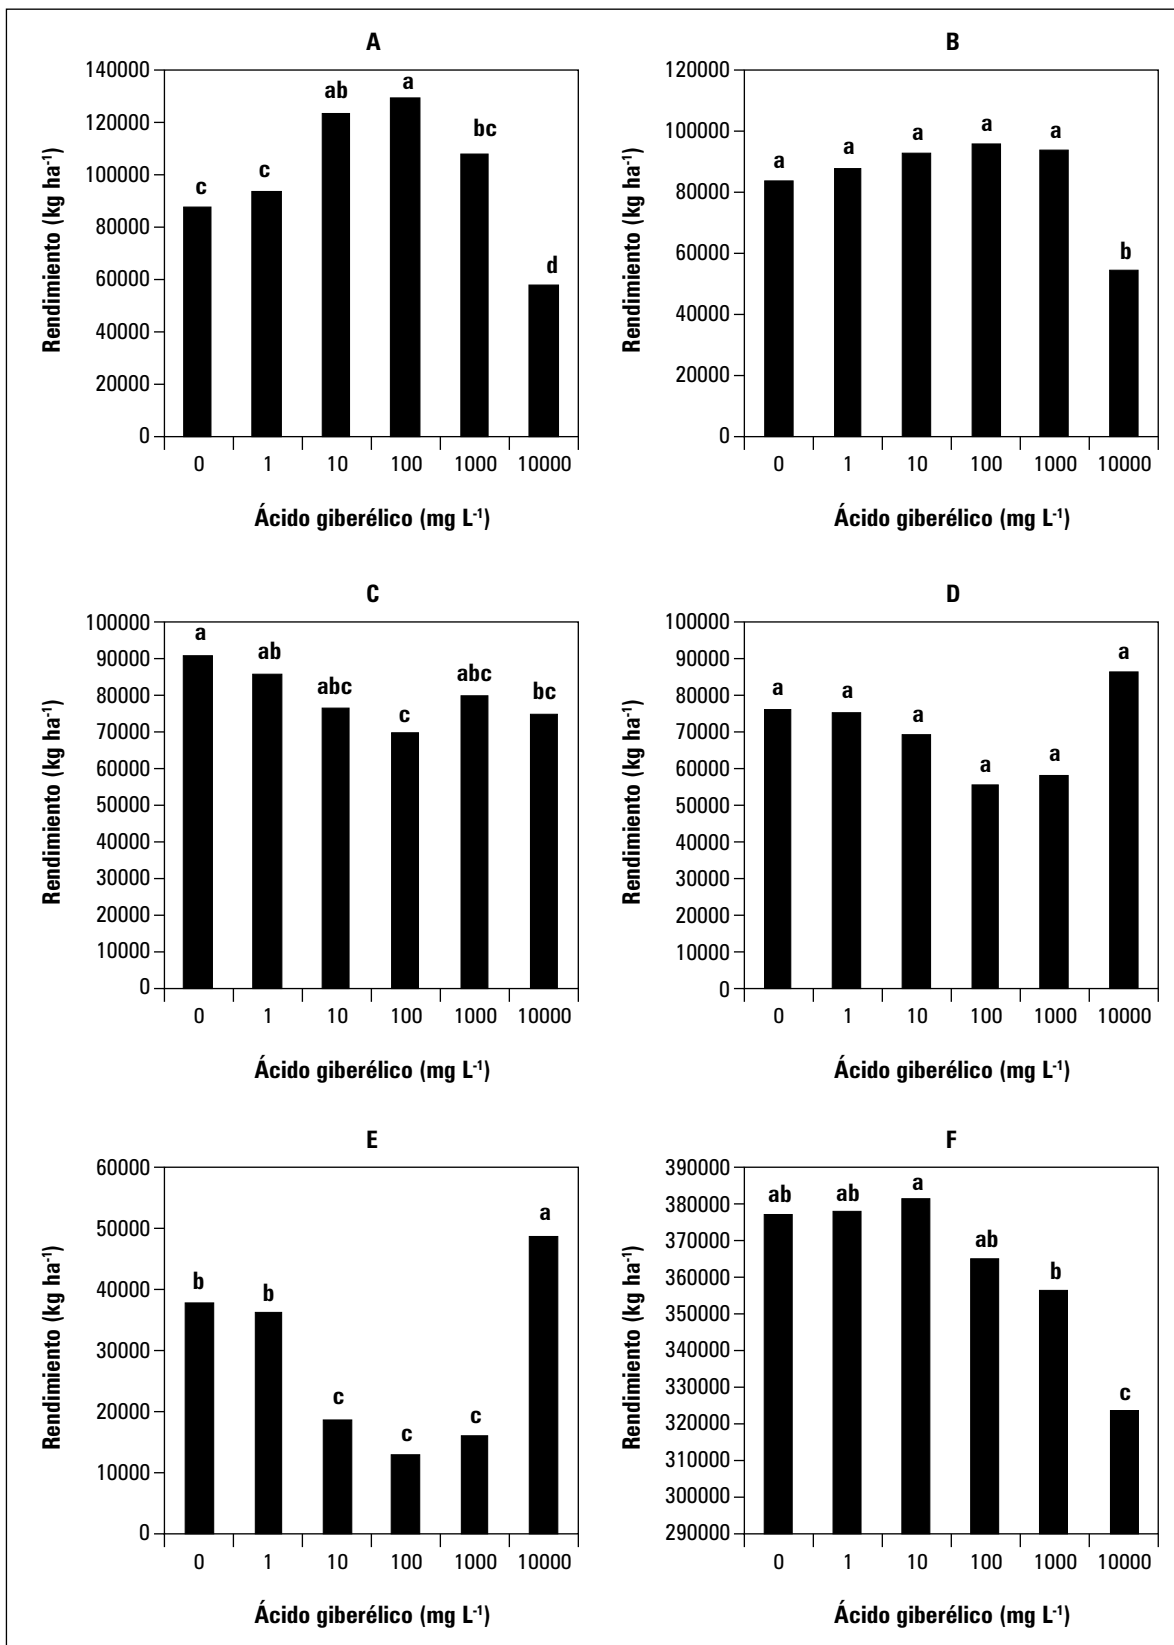 A
140000
120000
100000
80000
60000
40000
20000
0
Rendimiento (kg ha⁻¹)
c c ab a bc d
0 1 10 100 1000 10000
Ácido giberélico (mg L⁻¹)
B
120000
100000
80000
60000
40000
20000
0
Rendimiento (kg ha⁻¹)
a a a a a b
0 1 10 100 1000 10000
Ácido giberélico (mg L⁻¹)
C
100000
90000
80000
70000
60000
50000
40000
30000
20000
10000
0
Rendimiento (kg ha⁻¹)
a ab abc c abc bc
0 1 10 100 1000 10000
Ácido giberélico (mg L⁻¹)
D
100000
90000
80000
70000
60000
50000
40000
30000
20000
10000
0
Rendimiento (kg ha⁻¹)
a a a a a a
0 1 10 100 1000 10000
Ácido giberélico (mg L⁻¹)
E
60000
50000
40000
30000
20000
10000
0
Rendimiento (kg ha⁻¹)
b b c c c a
0 1 10 100 1000 10000
Ácido giberélico (mg L⁻¹)
F
390000
380000
370000
360000
350000
340000
330000
320000
310000
300000
290000
Rendimiento (kg ha⁻¹)
ab ab a ab b c
0 1 10 100 1000 10000
Ácido giberélico (mg L⁻¹)